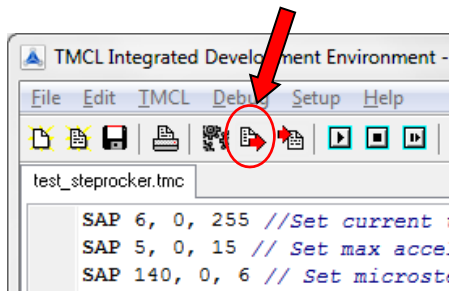 TMCL Integrated Development Environment -
File Edit TMCL Debug Setup Help
test_steprocker.tmc
SAP 6, 0, 255 //Set current
SAP 5, 0, 15 // Set max accel
SAP 140, 0, 6 // Set microste